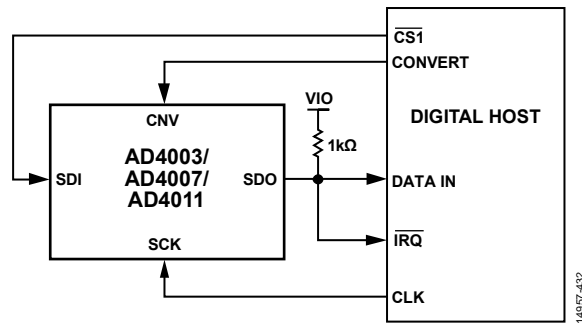 CS1
CONVERT
VIO
CNV
DIGITAL HOST
1kΩ
AD4003/
AD4007/
AD4011
SDI
SDO
DATA IN
SCK
IRQ
CLK
14957-432